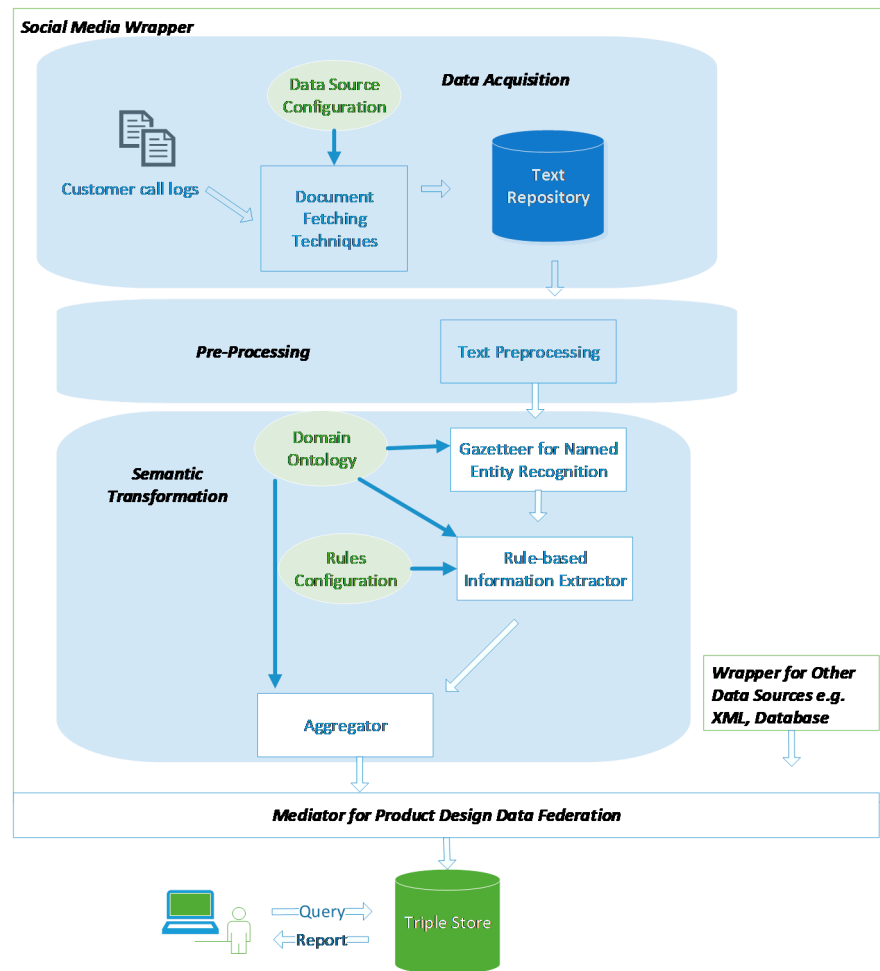 Social Media Wrapper
Data Acquisition
Data Source
Configuration
Customer call logs
Document
Fetching
Techniques
Text
Repository
Pre-Processing
Text Preprocessing
Domain
Ontology
Gazetteer for Named
Entity Recognition
Semantic
Transformation
Rules
Configuration
Rule-based
Information Extractor
Wrapper for Other
Data Sources e.g.
XML, Database
Aggregator
Mediator for Product Design Data Federation
Query
Report
Triple Store